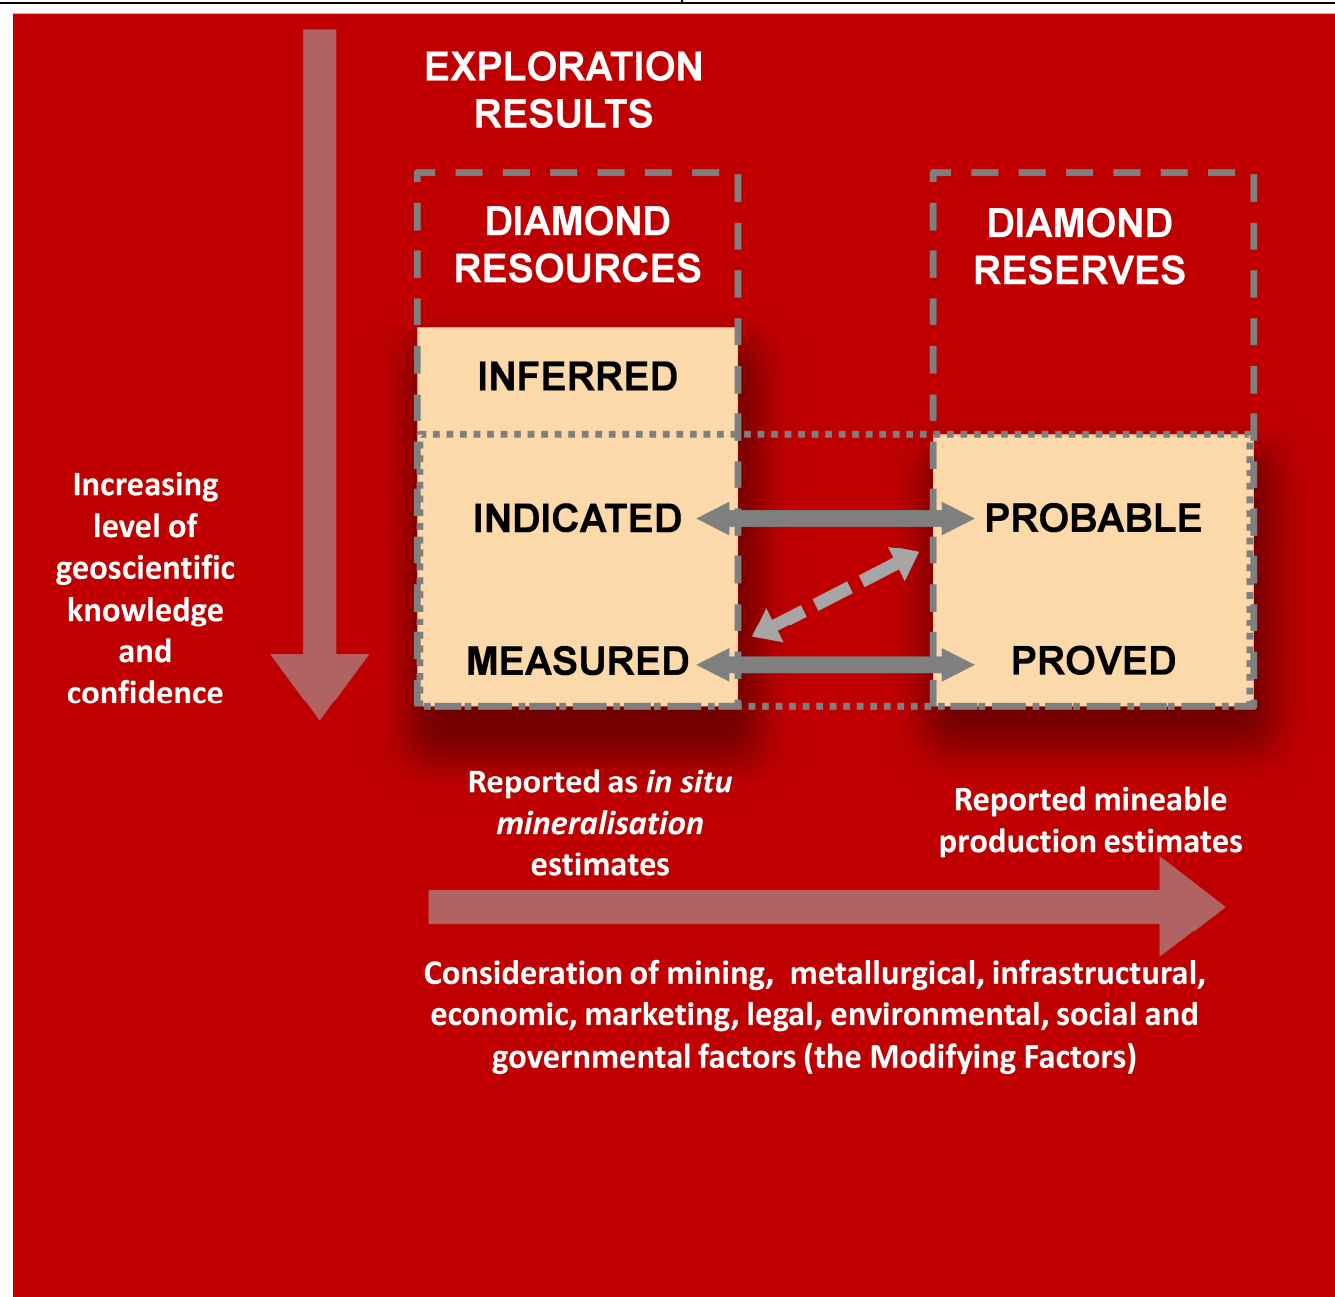 EXPLORATION
RESULTS
DIAMOND
RESOURCES
DIAMOND
RESERVES
INFERRED
INDICATED
PROBABLE
MEASURED
PROVED
Increasing
level of
geoscientific
knowledge
and
confidence
Reported as in situ
mineralisation
estimates
Reported mineable
production estimates
Consideration of mining, metallurgical, infrastructural,
economic, marketing, legal, environmental, social and
governmental factors (the Modifying Factors)